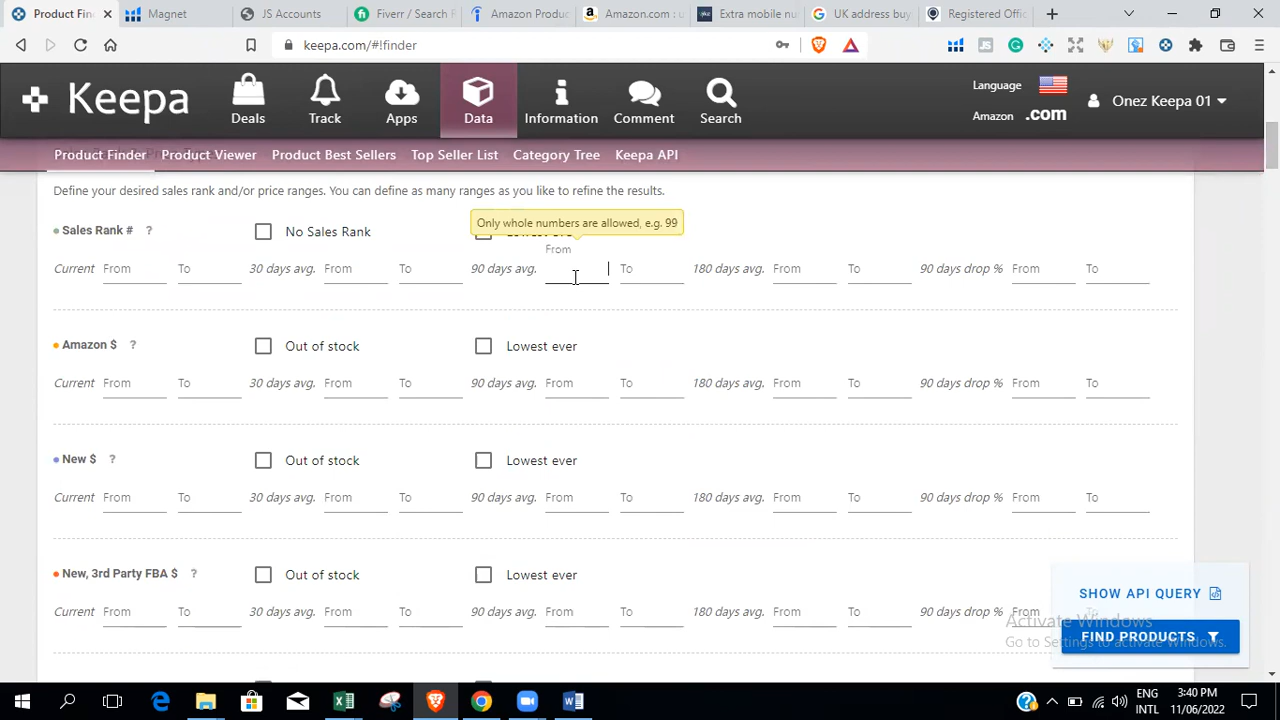 Product Fin
Magnet
JS Accounts
Fiverr / Search R
Amazon Produc
Amazon.com : u
Extra mobile nu
UK address buy
Registered Offic
keepa.com/#!finder
Keepa
Deals
Track
Apps
Data
Information
Comment
Search
Language
Amazon .com
Onez Keepa 01
Product Finder
Product Viewer
Product Best Sellers
Top Seller List
Category Tree
Keepa API
Define your desired sales rank and/or price ranges. You can define as many ranges as you like to refine the results.
Only whole numbers are allowed, e.g. 99
Sales Rank # ? No Sales Rank
From
Current From To 30 days avg. From To 90 days avg. To 180 days avg. From To 90 days drop % From To
Amazon $ ? Out of stock Lowest ever
Current From To 30 days avg. From To 90 days avg. From To 180 days avg. From To 90 days drop % From To
New $ ? Out of stock Lowest ever
Current From To 30 days avg. From To 90 days avg. From To 180 days avg. From To 90 days drop % From To
New, 3rd Party FBA $ ? Out of stock Lowest ever
Current From To 30 days avg. From To 90 days avg. From To 180 days avg. From To 90 days drop % From To
SHOW API QUERY
Activate Windows
FIND PRODUCTS
Go to Settings to activate Windows.
ENG
INTL
3:40 PM
11/06/2022